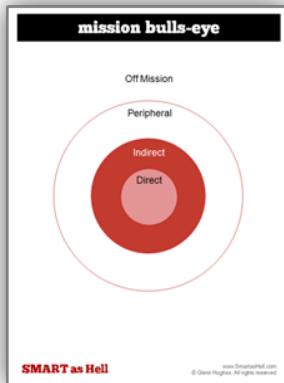 mission bulls-eye
Off Mission
Peripheral
Indirect
Direct
SMART as Hell
www.SmartasHell.com
© Glenn Hughes. All rights reserved